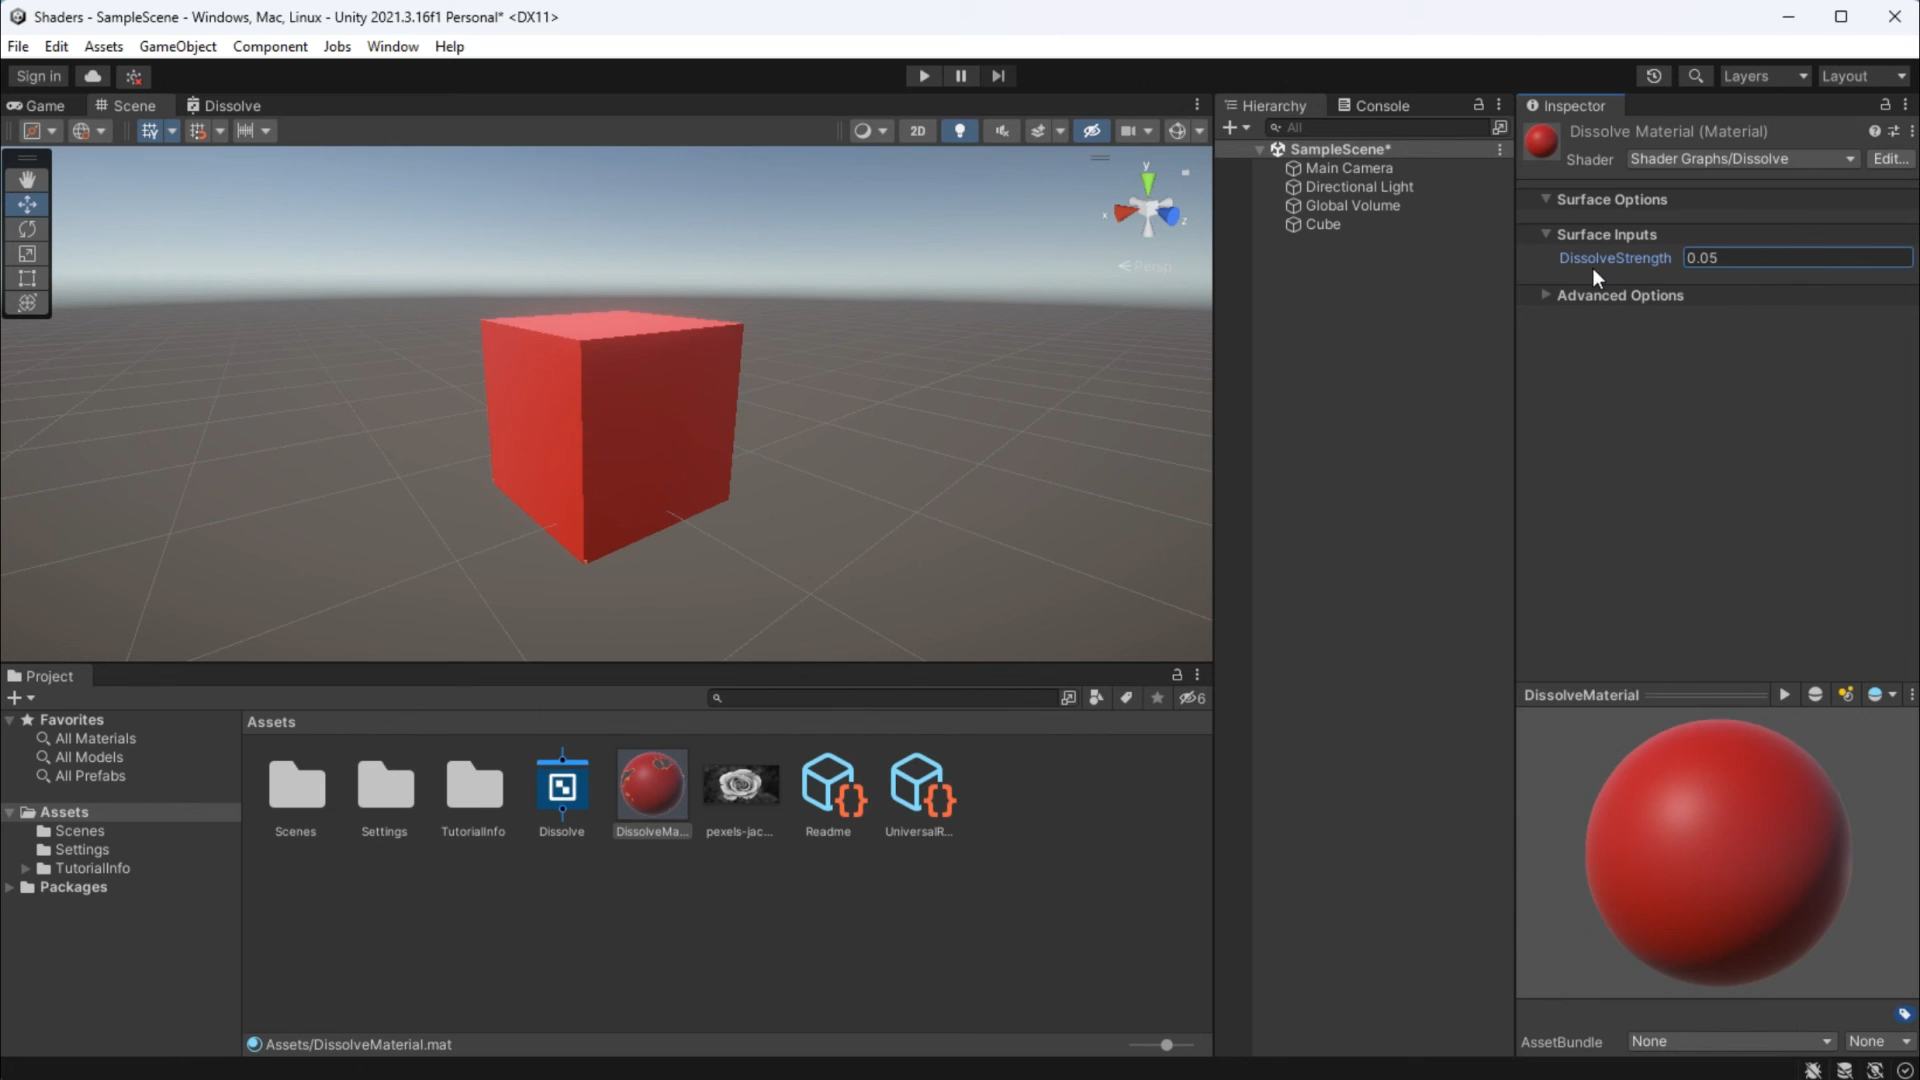 Shaders - SampleScene - Windows, Mac, Linux - Unity 2021.3.16f1 Personal* <DX11>
File Edit Assets GameObject Component Jobs Window Help
Sign in Layers Layout
Game Scene Dissolve
2D
y
x
z
Persp
Hierarchy Console
All
SampleScene*
Main Camera
Directional Light
Global Volume
Cube
Inspector
Dissolve Material (Material)
Shader Shader Graphs/Dissolve Edit...
Surface Options
Surface Inputs
DissolveStrength 0.05
Advanced Options
Project
6
Favorites
All Materials
All Models
All Prefabs
Assets
Scenes
Settings
TutorialInfo
Packages
Assets
Scenes Settings TutorialInfo Dissolve DissolveMa... pexels-jac... Readme UniversalR...
Assets/DissolveMaterial.mat
DissolveMaterial
AssetBundle None None